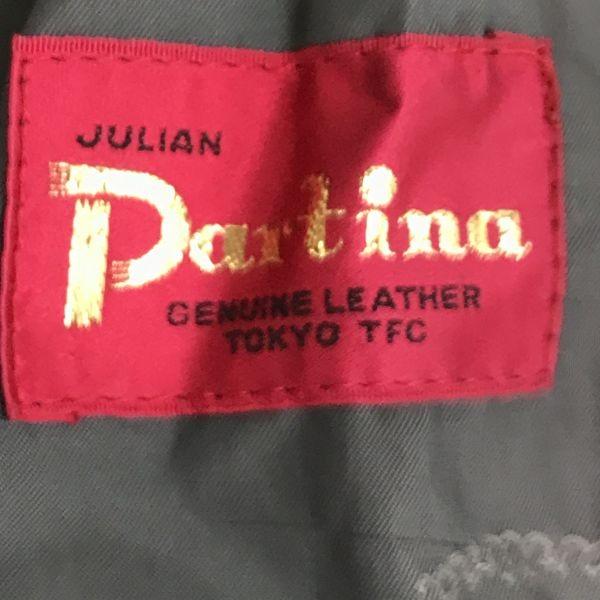 JULIAN
Partina
GENUINE LEATHER
TOKYO TFC